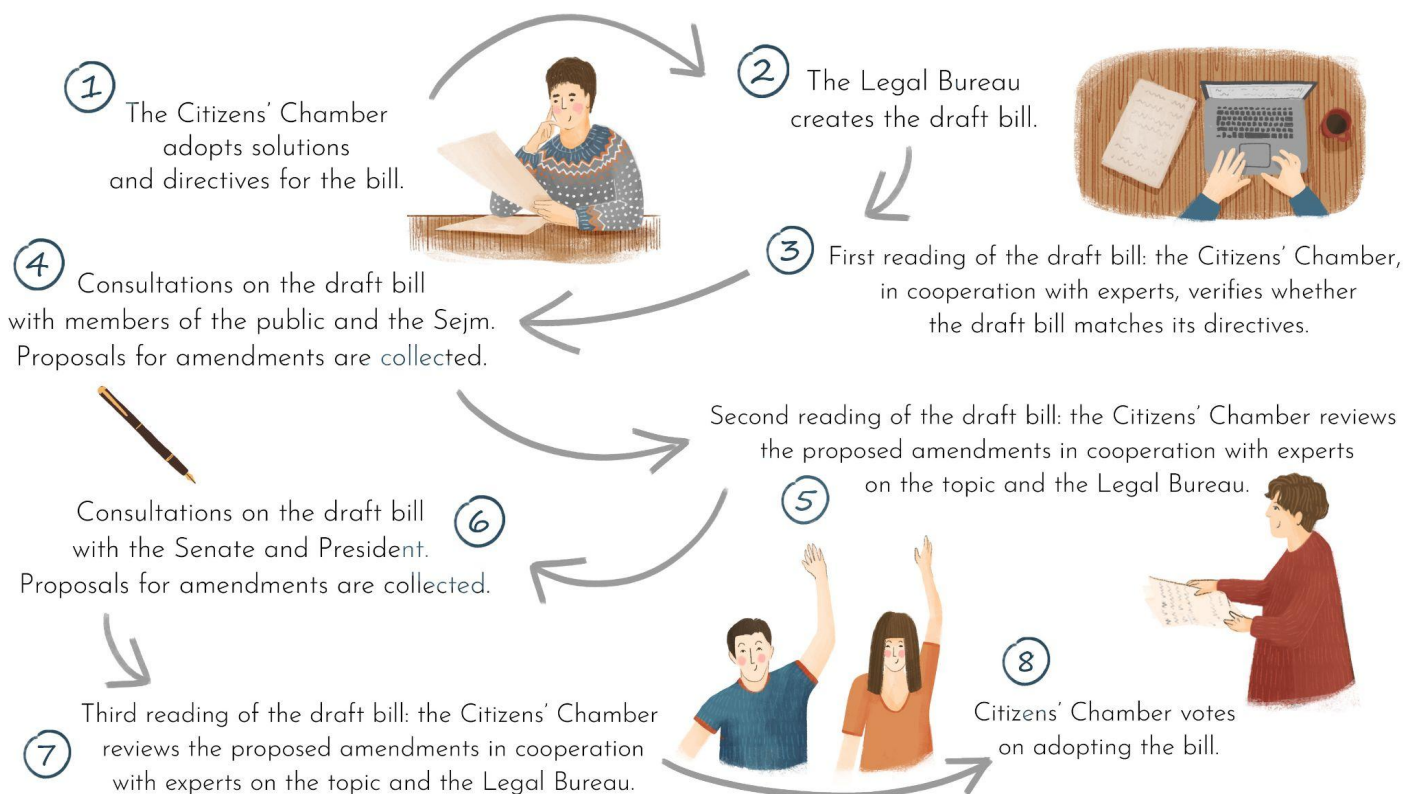 1
The Citizens' Chamber
adopts solutions
and directives for the bill.
2
The Legal Bureau
creates the draft bill.
3
First reading of the draft bill: the Citizens' Chamber,
in cooperation with experts, verifies whether
the draft bill matches its directives.
4
Consultations on the draft bill
with members of the public and the Sejm.
Proposals for amendments are collected.
5
Second reading of the draft bill: the Citizens' Chamber reviews
the proposed amendments in cooperation with experts
on the topic and the Legal Bureau.
6
Consultations on the draft bill
with the Senate and President.
Proposals for amendments are collected.
7
Third reading of the draft bill: the Citizens' Chamber
reviews the proposed amendments in cooperation
with experts on the topic and the Legal Bureau.
8
Citizens' Chamber votes
on adopting the bill.